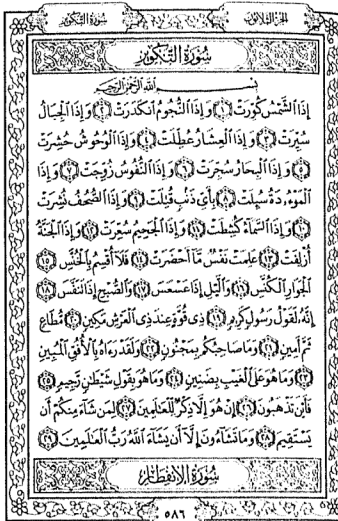 الجزء الثلاثون سورة التكوير
سورة التكوير
بسم الله الرحمن الرحيم
إِذَا الشَّمْسُ كُوِّرَتْ ﴿١﴾ وَإِذَا النُّجُومُ انكَدَرَتْ ﴿٢﴾ وَإِذَا الْجِبَالُ
سُيِّرَتْ ﴿٣﴾ وَإِذَا الْعِشَارُ عُطِّلَتْ ﴿٤﴾ وَإِذَا الْوُحُوشُ حُشِرَتْ
﴿٥﴾ وَإِذَا الْبِحَارُ سُجِّرَتْ ﴿٦﴾ وَإِذَا النُّفُوسُ زُوِّجَتْ ﴿٧﴾ وَإِذَا
الْمَوْءُۥدَةُ سُئِلَتْ ﴿٨﴾ بِأَيِّ ذَنبٍ قُتِلَتْ ﴿٩﴾ وَإِذَا الصُّحُفُ نُشِرَتْ
﴿١٠﴾ وَإِذَا السَّمَاءُ كُشِطَتْ ﴿١١﴾ وَإِذَا الْجَحِيمُ سُعِّرَتْ ﴿١٢﴾ وَإِذَا الْجَنَّةُ
أُزْلِفَتْ ﴿١٣﴾ عَلِمَتْ نَفْسٌ مَّا أَحْضَرَتْ ﴿١٤﴾ فَلَا أُقْسِمُ بِالْخُنَّسِ ﴿١٥﴾
الْجَوَارِ الْكُنَّسِ ﴿١٦﴾ وَالَّيْلِ إِذَا عَسْعَسَ ﴿١٧﴾ وَالصُّبْحِ إِذَا تَنَفَّسَ ﴿١٨﴾
إِنَّهُ لَقَوْلُ رَسُولٍ كَرِيمٍ ﴿١٩﴾ ذِي قُوَّةٍ عِندَ ذِي الْعَرْشِ مَكِينٍ ﴿٢٠﴾ مُّطَاعٍ
ثَمَّ أَمِينٍ ﴿٢١﴾ وَمَا صَاحِبُكُم بِمَجْنُونٍ ﴿٢٢﴾ وَلَقَدْ رَءَاهُ بِالْأُفُقِ الْمُبِينِ
﴿٢٣﴾ وَمَا هُوَ عَلَى الْغَيْبِ بِضَنِينٍ ﴿٢٤﴾ وَمَا هُوَ بِقَوْلِ شَيْطَٰنٍ رَّجِيمٍ ﴿٢٥﴾
فَأَيْنَ تَذْهَبُونَ ﴿٢٦﴾ إِنْ هُوَ إِلَّا ذِكْرٌ لِّلْعَالَمِينَ ﴿٢٧﴾ لِمَن شَاءَ مِنكُمْ أَن
يَسْتَقِيمَ ﴿٢٨﴾ وَمَا تَشَاءُونَ إِلَّا أَن يَشَاءَ اللَّهُ رَبُّ الْعَالَمِينَ ﴿٢٩﴾
سورة الانفطار
٥٨٦